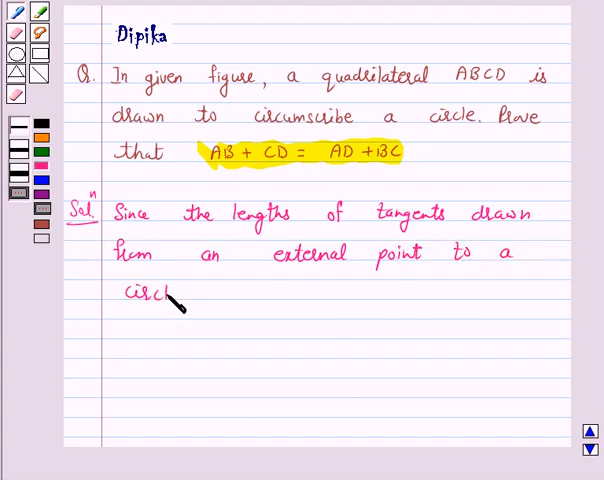 Dipika
Q. In given figure, a quadrilateral ABCD is
drawn to circumscribe a circle. Prove
that AB + CD = AD + BC
Solⁿ Since the lengths of tangents drawn
from an external point to a
circl